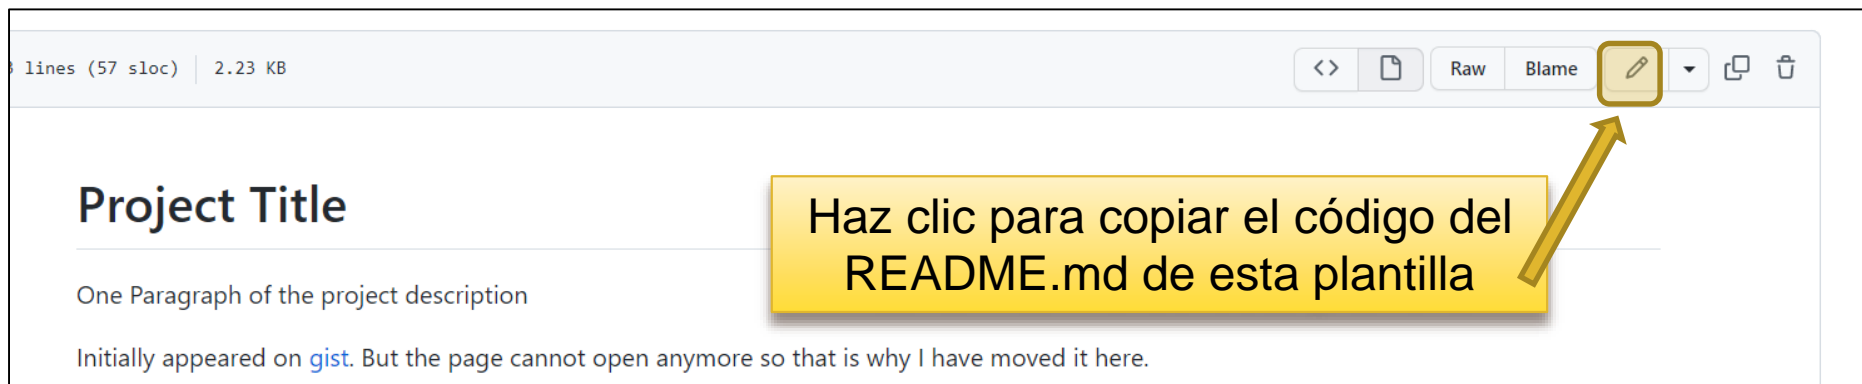 lines (57 sloc) 2.23 KB <> Raw Blame
Project Title
Haz clic para copiar el código del
README.md de esta plantilla
One Paragraph of the project description
Initially appeared on gist. But the page cannot open anymore so that is why I have moved it here.